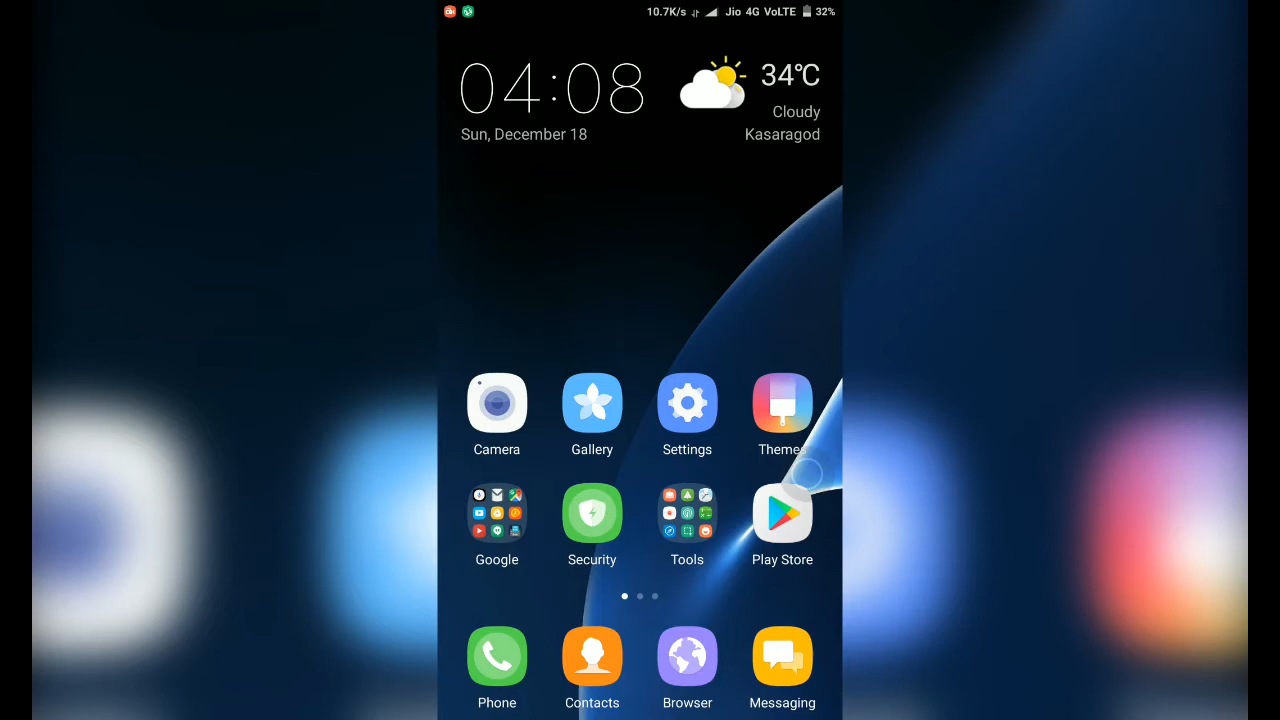 10.7K/s Jio 4G VoLTE 32%
04:08 34℃
Cloudy
Sun, December 18 Kasaragod
Camera Gallery Settings Themes
Google Security Tools Play Store
Phone Contacts Browser Messaging